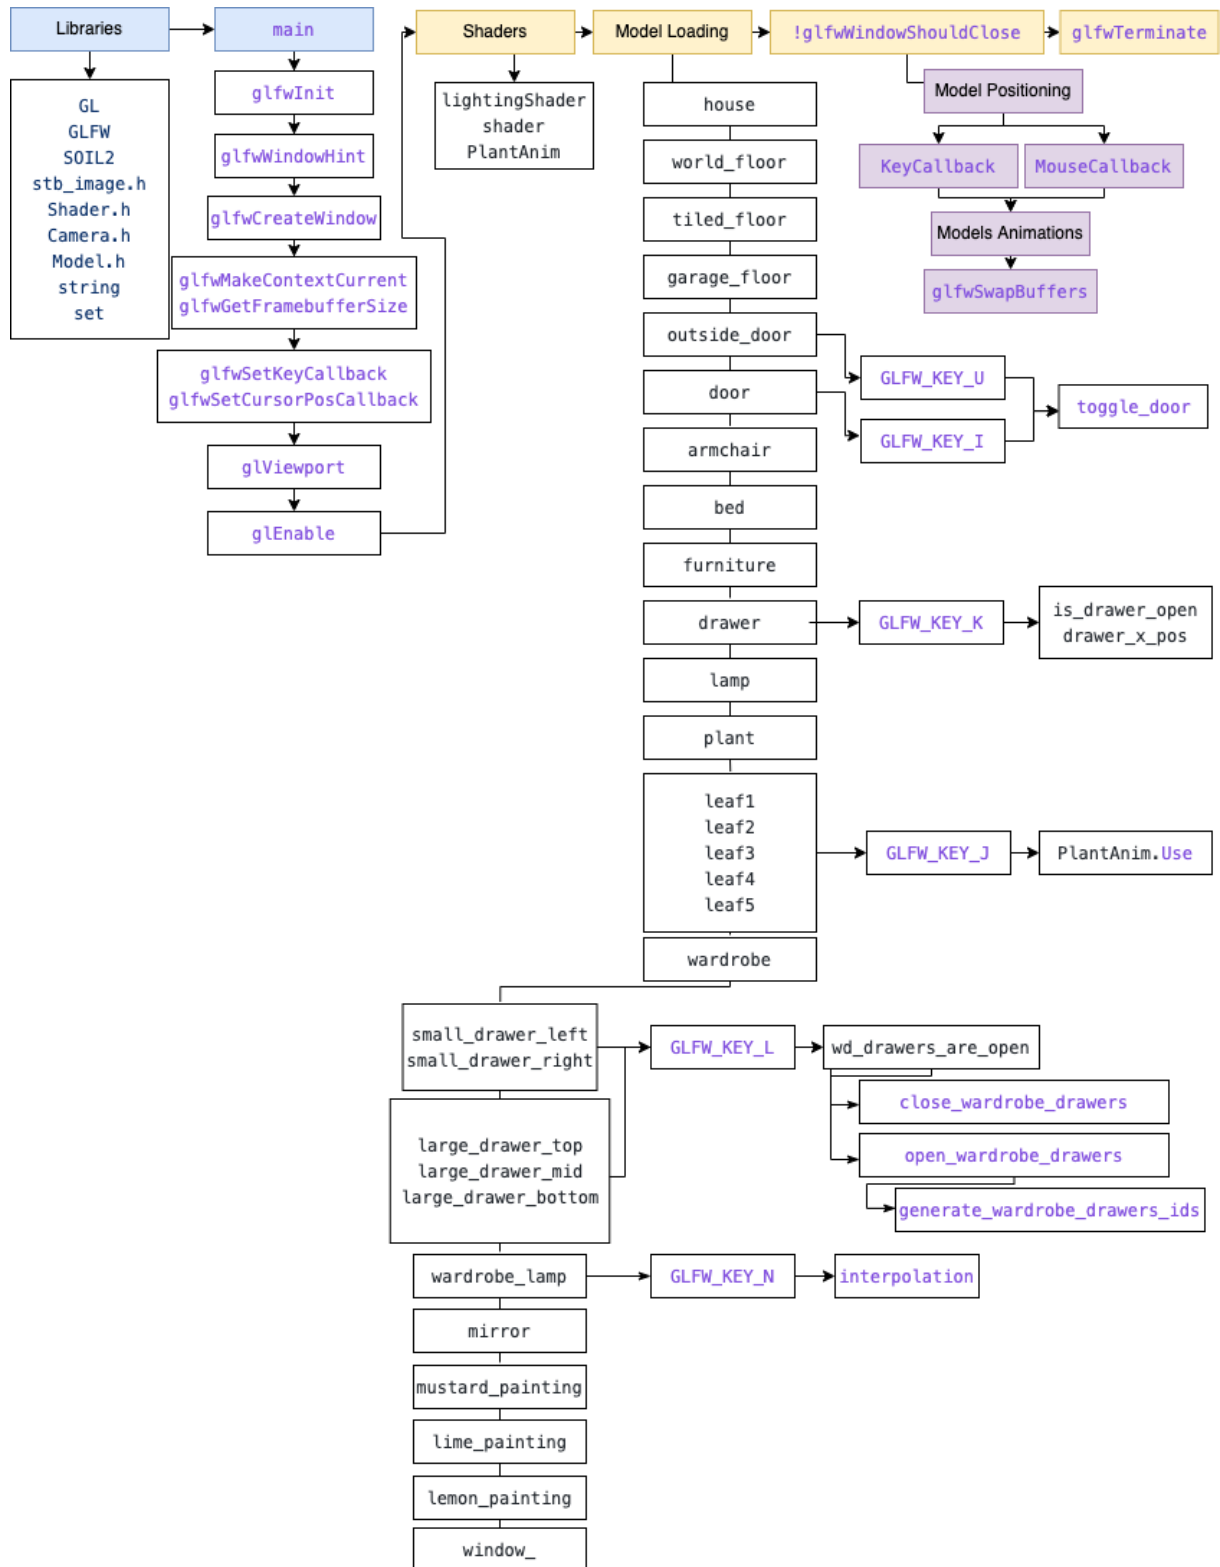 Libraries
main
Shaders
Model Loading
!glfwWindowShouldClose
glfwTerminate
GL
GLFW
SOIL2
stb_image.h
Shader.h
Camera.h
Model.h
string
set
glfwInit
glfwWindowHint
glfwCreateWindow
glfwMakeContextCurrent
glfwGetFramebufferSize
glfwSetKeyCallback
glfwSetCursorPosCallback
glViewport
glEnable
lightingShader
shader
PlantAnim
house
world_floor
tiled_floor
garage_floor
outside_door
door
armchair
bed
furniture
drawer
lamp
plant
leaf1
leaf2
leaf3
leaf4
leaf5
wardrobe
Model Positioning
KeyCallback
MouseCallback
Models Animations
glfwSwapBuffers
GLFW_KEY_U
GLFW_KEY_I
toggle_door
GLFW_KEY_K
is_drawer_open
drawer_x_pos
GLFW_KEY_J
PlantAnim.Use
small_drawer_left
small_drawer_right
GLFW_KEY_L
wd_drawers_are_open
close_wardrobe_drawers
open_wardrobe_drawers
generate_wardrobe_drawers_ids
large_drawer_top
large_drawer_mid
large_drawer_bottom
wardrobe_lamp
GLFW_KEY_N
interpolation
mirror
mustard_painting
lime_painting
lemon_painting
window_